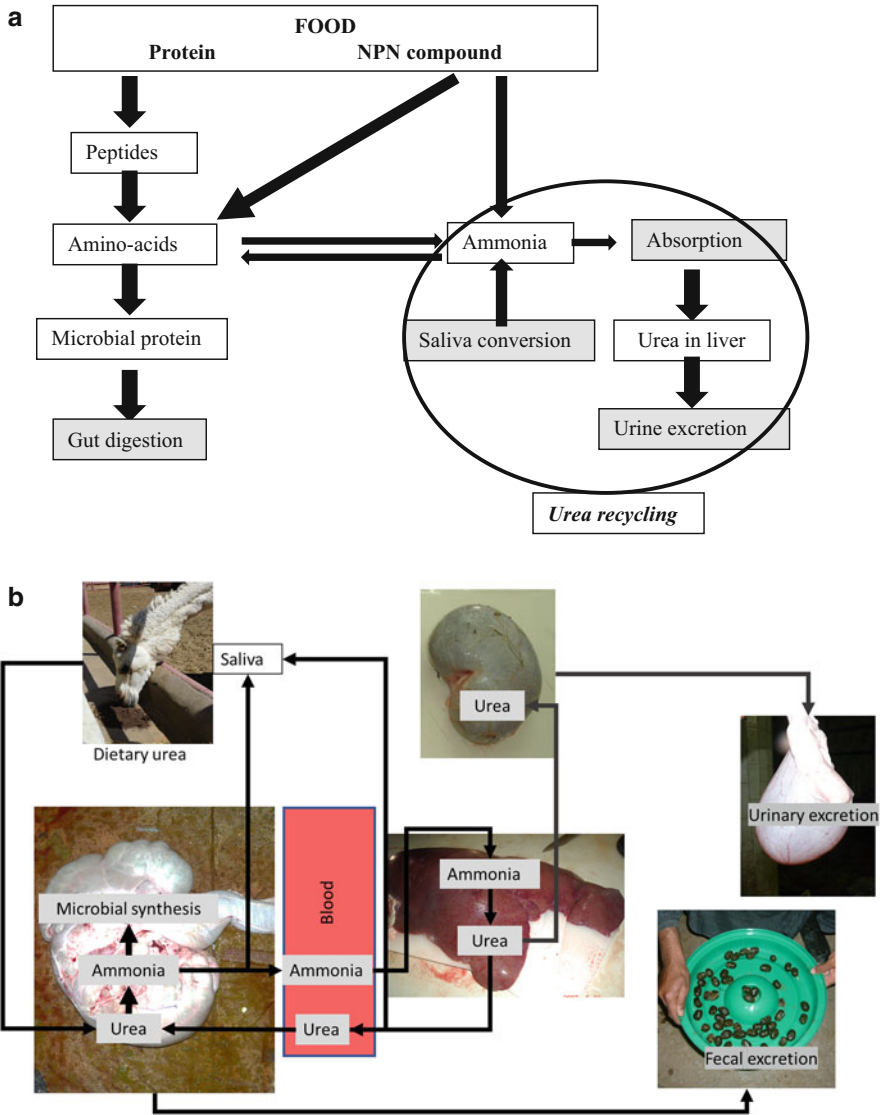 a
FOOD
Protein NPN compound
Peptides
Amino-acids
Ammonia
Absorption
Microbial protein
Saliva conversion
Urea in liver
Gut digestion
Urine excretion
Urea recycling
b
Saliva
Dietary urea
Urea
Urinary excretion
Microbial synthesis
Blood
Ammonia
Ammonia
Ammonia
Urea
Urea
Urea
Fecal excretion